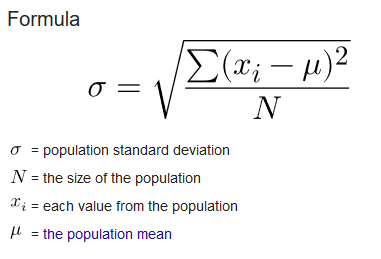 Formula
σ = √(∑(xᵢ − μ)² / N)
σ = population standard deviation
N = the size of the population
xᵢ = each value from the population
μ = the population mean